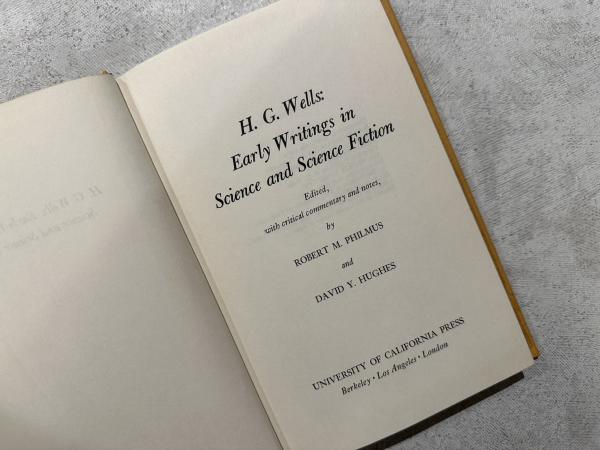 H. G. Wells:
Early Writings in
Science and Science Fiction
Edited,
with critical commentary and notes,
by
ROBERT M. PHILMUS
and
DAVID Y. HUGHES
UNIVERSITY OF CALIFORNIA PRESS
Berkeley • Los Angeles • London